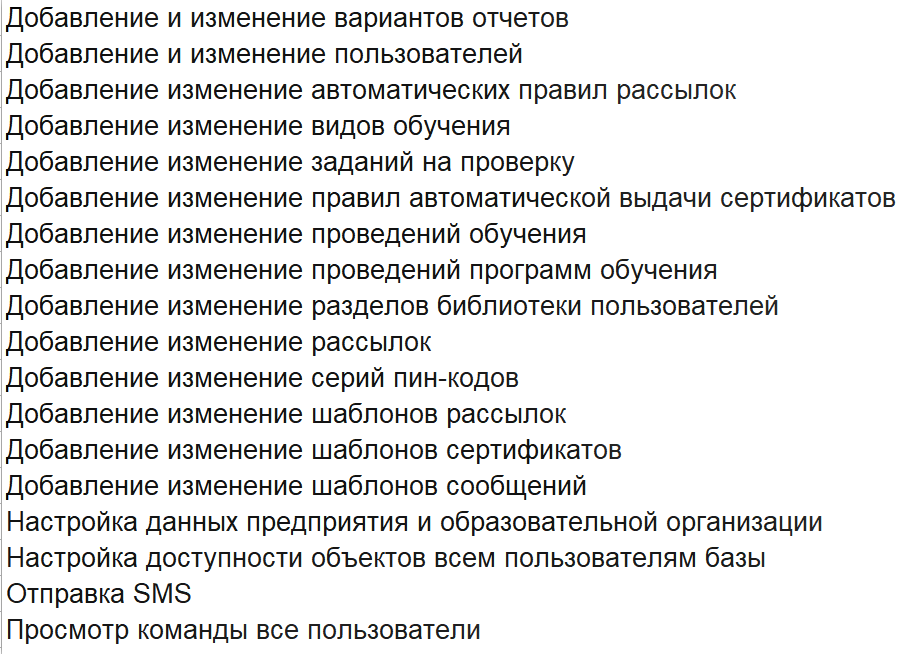 Добавление и изменение вариантов отчетов
Добавление и изменение пользователей
Добавление изменение автоматических правил рассылок
Добавление изменение видов обучения
Добавление изменение заданий на проверку
Добавление изменение правил автоматической выдачи сертификатов
Добавление изменение проведений обучения
Добавление изменение проведений программ обучения
Добавление изменение разделов библиотеки пользователей
Добавление изменение рассылок
Добавление изменение серий пин-кодов
Добавление изменение шаблонов рассылок
Добавление изменение шаблонов сертификатов
Добавление изменение шаблонов сообщений
Настройка данных предприятия и образовательной организации
Настройка доступности объектов всем пользователям базы
Отправка SMS
Просмотр команды все пользователи